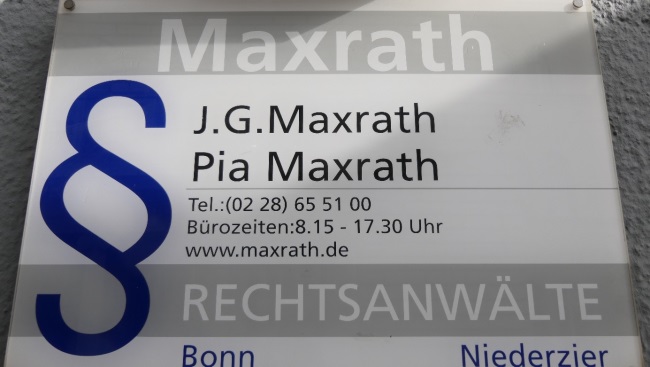 Maxrath
§
J.G.Maxrath
Pia Maxrath
Tel.:(02 28) 65 51 00
Bürozeiten:8.15 - 17.30 Uhr
www.maxrath.de
RECHTSANWÄLTE
Bonn Niederzier